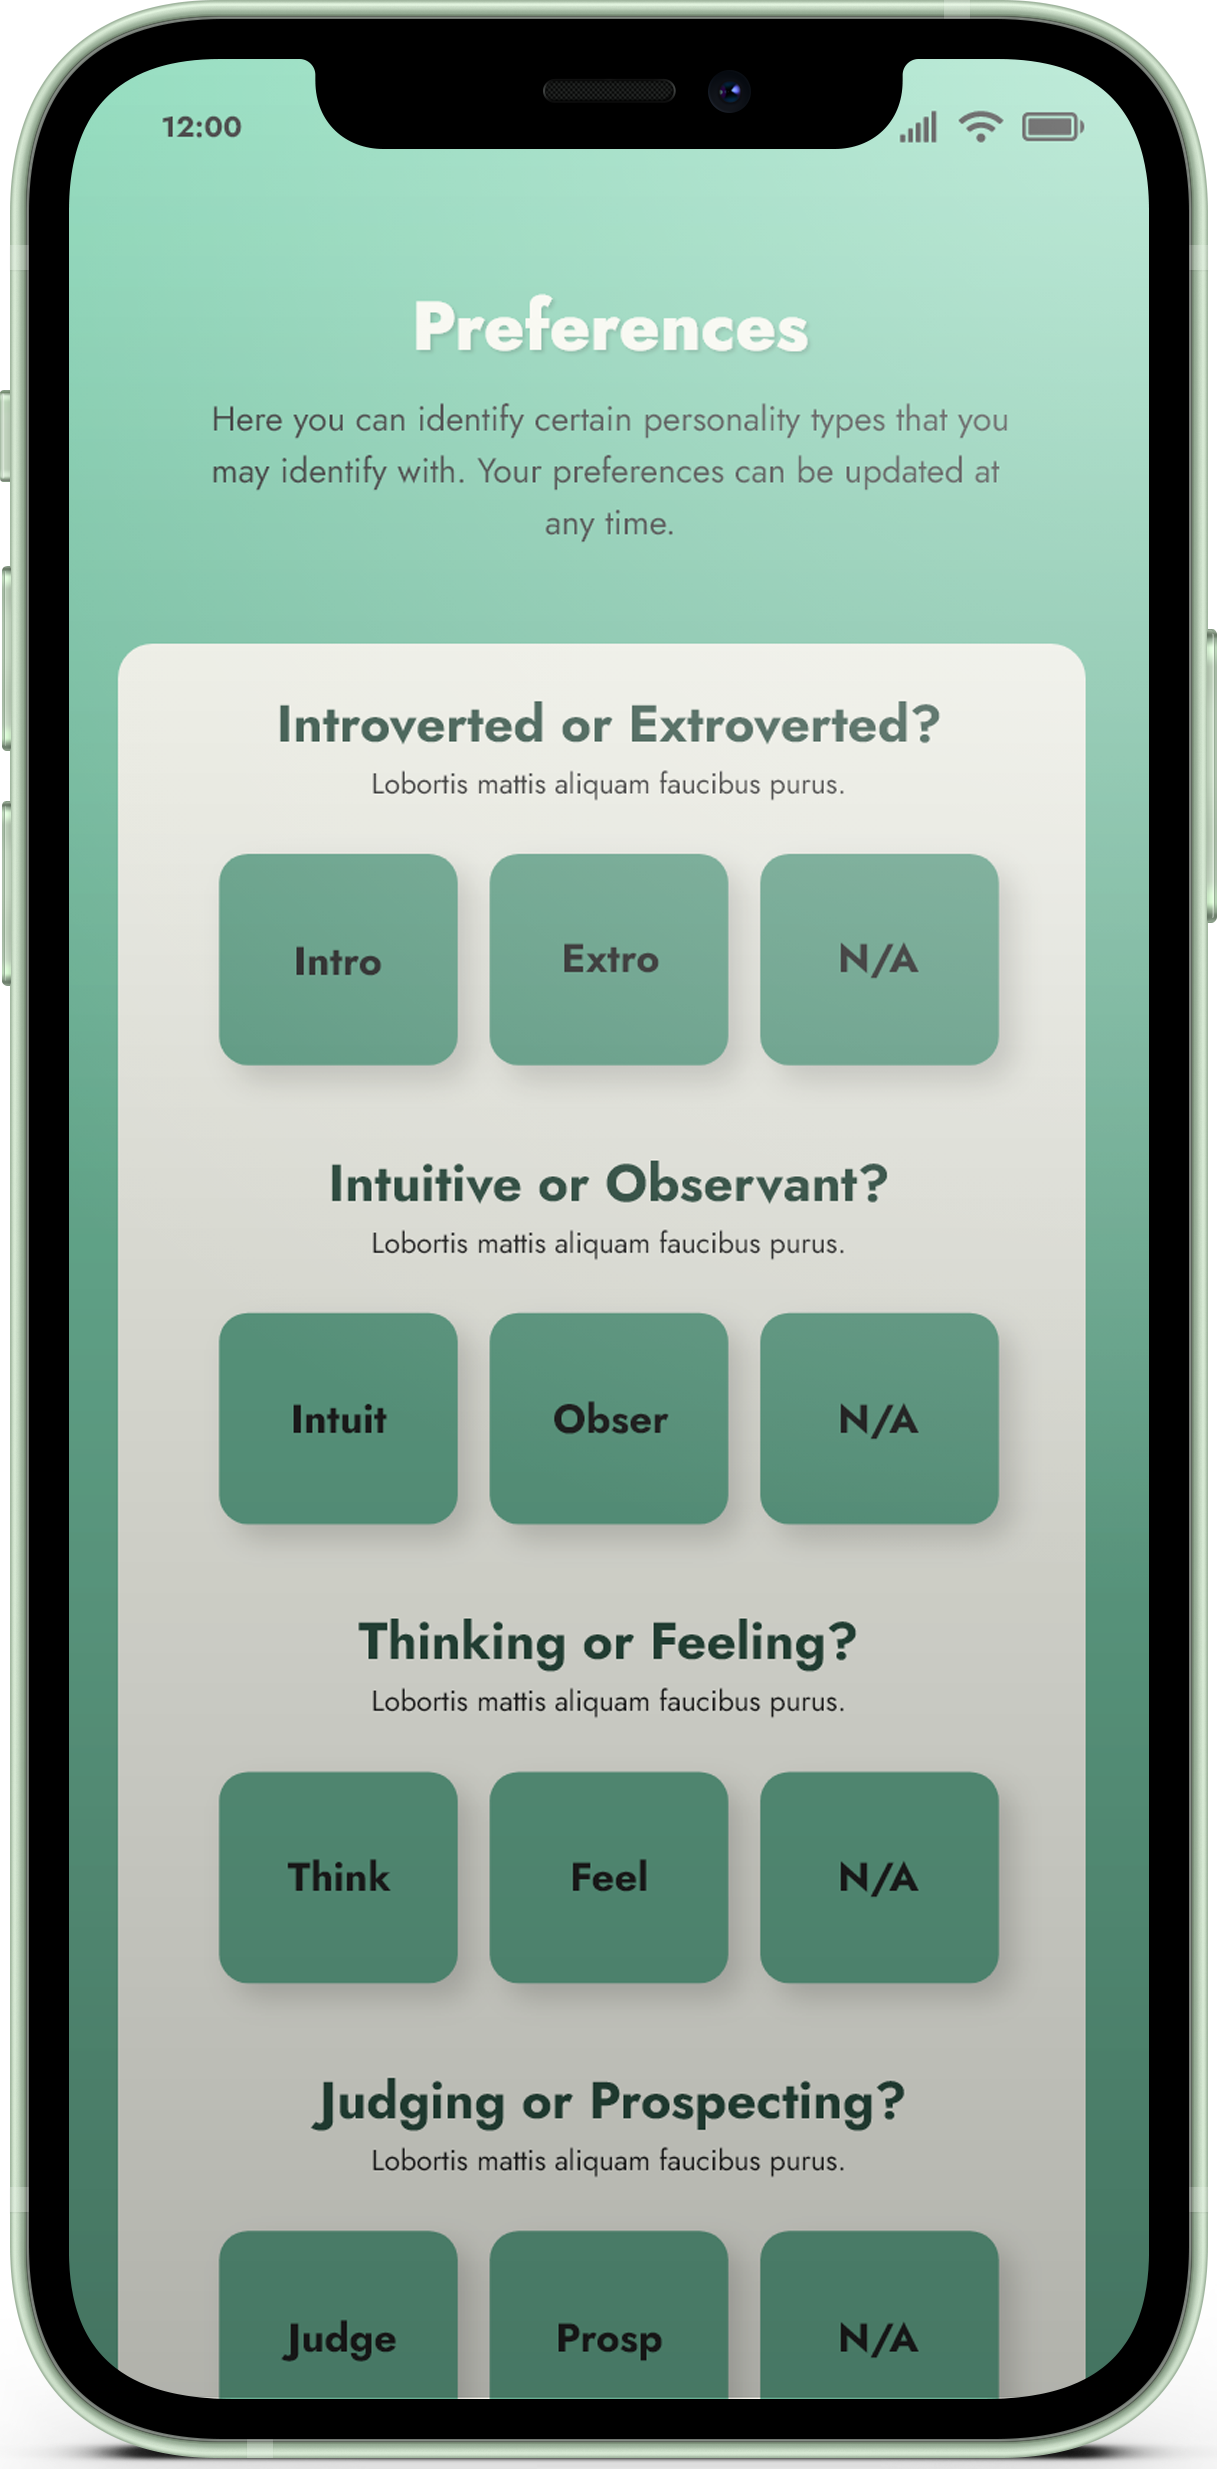 12:00
Preferences
Here you can identify certain personality types that you
may identify with. Your preferences can be updated at
any time.
Introverted or Extroverted?
Lobortis mattis aliquam faucibus purus.
Intro
Extro
N/A
Intuitive or Observant?
Lobortis mattis aliquam faucibus purus.
Intuit
Obser
N/A
Thinking or Feeling?
Lobortis mattis aliquam faucibus purus.
Think
Feel
N/A
Judging or Prospecting?
Lobortis mattis aliquam faucibus purus.
Judge
Prosp
N/A